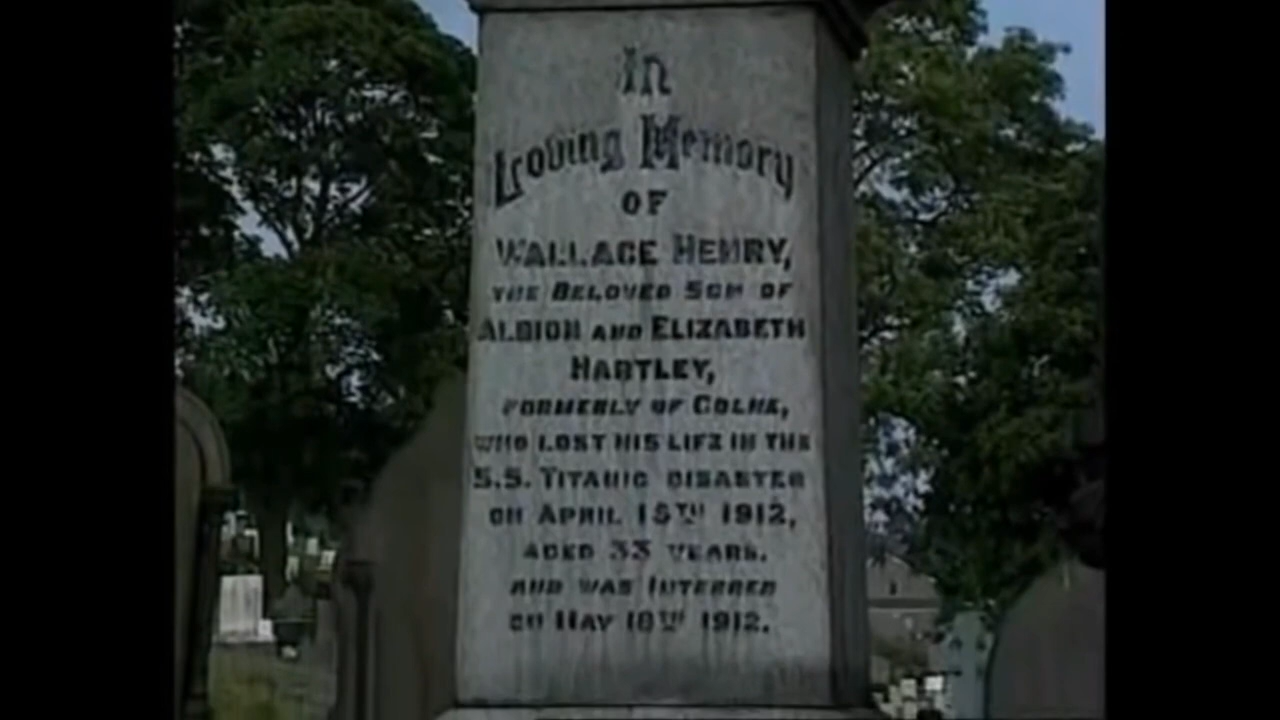 In
Loving Memory
OF
WALLACE HENRY,
THE BELOVED SON OF
ALBION AND ELIZABETH
HARTLEY,
FORMERLY OF COLNE,
WHO LOST HIS LIFE IN THE
S.S. TITANIC DISASTER
ON APRIL 15TH 1912,
AGED 33 YEARS.
AND WAS INTERRED
ON MAY 18TH 1912.